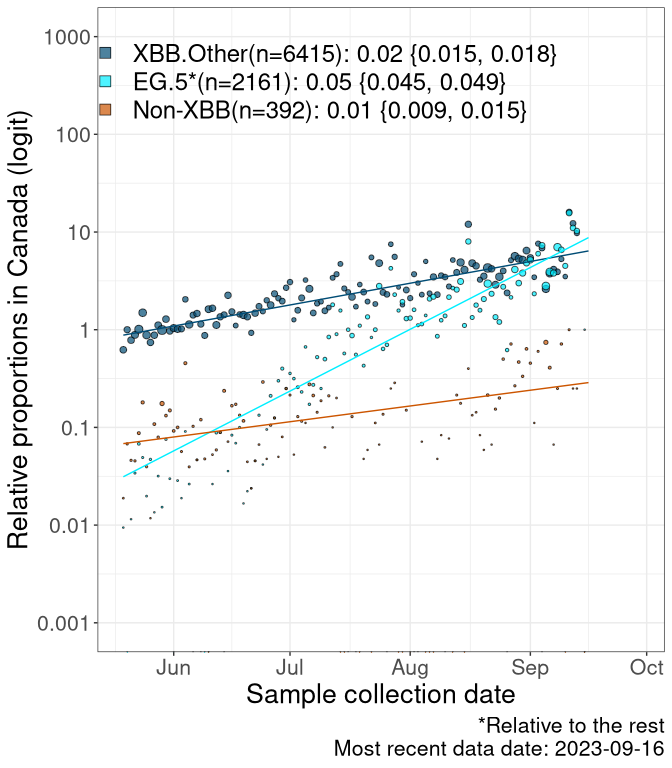 1000
100
10
1
0.1
0.01
0.001
Relative proportions in Canada (logit)
XBB.Other(n=6415): 0.02 {0.015, 0.018}
EG.5*(n=2161): 0.05 {0.045, 0.049}
Non-XBB(n=392): 0.01 {0.009, 0.015}
Jun Jul Aug Sep Oct
Sample collection date
*Relative to the rest
Most recent data date: 2023-09-16